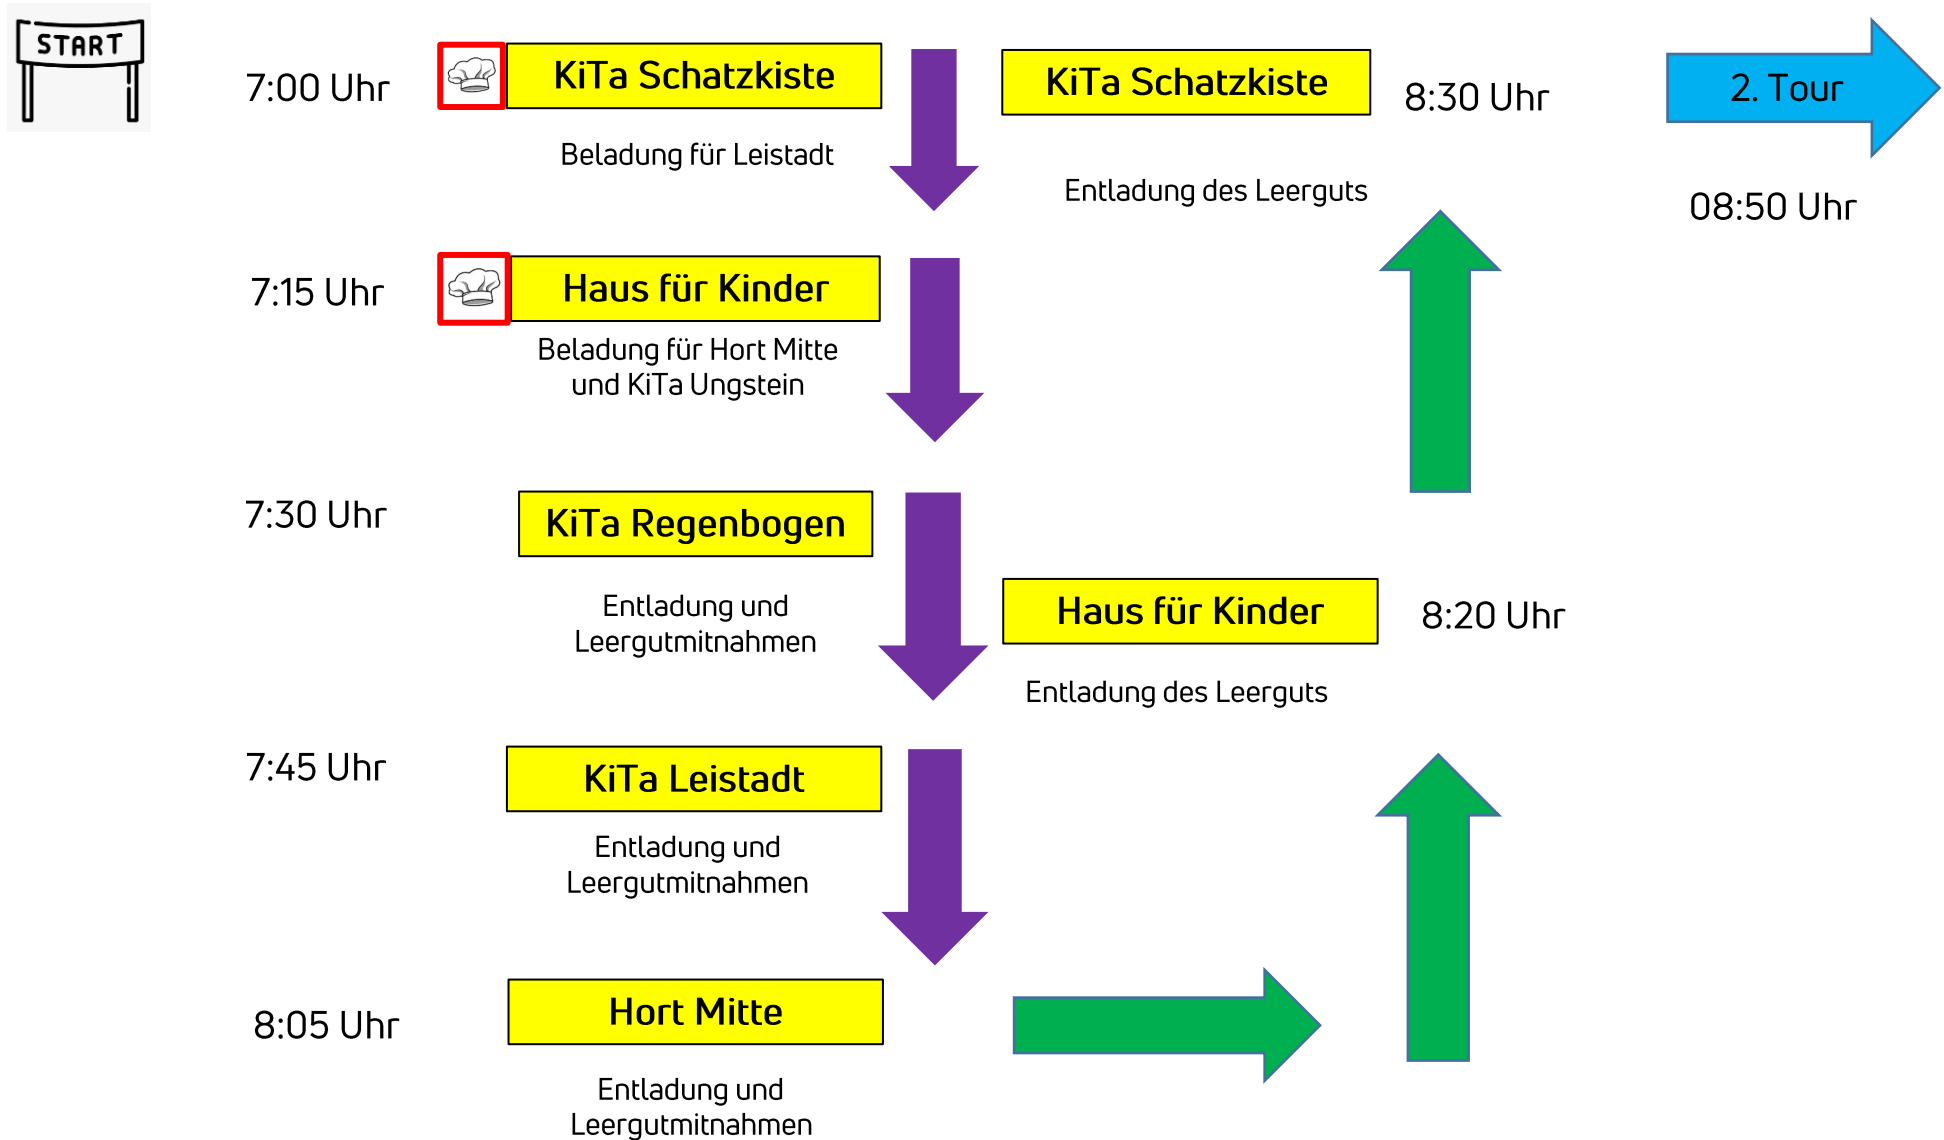 START
7:00 Uhr
KiTa Schatzkiste
Beladung für Leistadt
7:15 Uhr
Haus für Kinder
Beladung für Hort Mitte
und KiTa Ungstein
7:30 Uhr
KiTa Regenbogen
Entladung und
Leergutmitnahmen
7:45 Uhr
KiTa Leistadt
Entladung und
Leergutmitnahmen
8:05 Uhr
Hort Mitte
Entladung und
Leergutmitnahmen
Haus für Kinder
8:20 Uhr
Entladung des Leerguts
KiTa Schatzkiste
8:30 Uhr
Entladung des Leerguts
2. Tour
08:50 Uhr